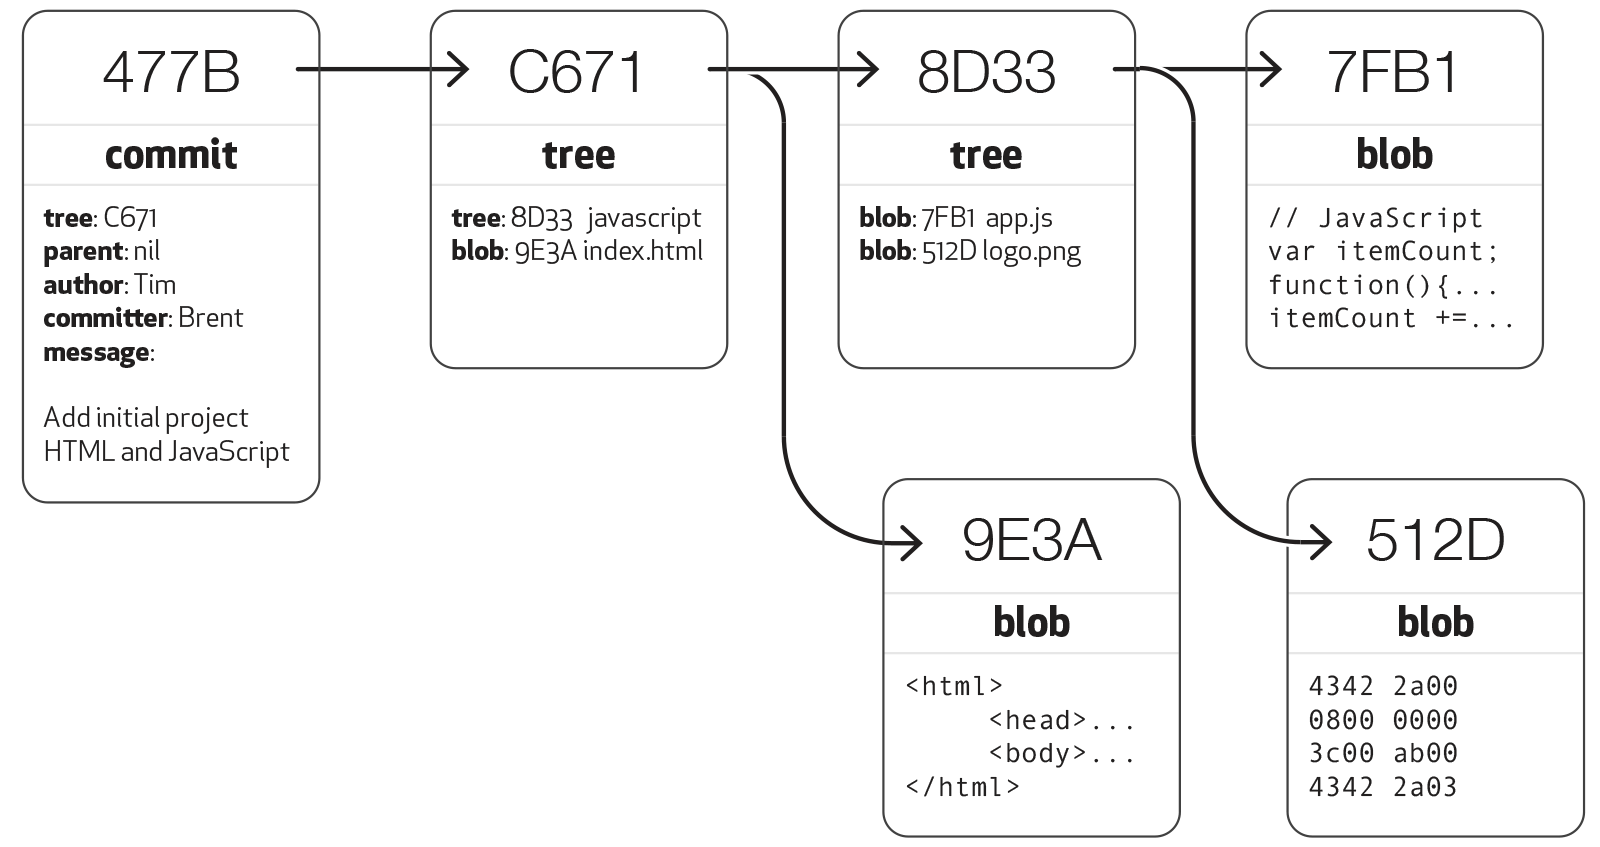 477B
commit
tree: C671
parent: nil
author: Tim
committer: Brent
message:
Add initial project
HTML and JavaScript
C671
tree
tree: 8D33 javascript
blob: 9E3A index.html
8D33
tree
blob: 7FB1 app.js
blob: 512D logo.png
7FB1
blob
// JavaScript
var itemCount;
function(){...
itemCount +=...
9E3A
blob
<html>
<head>...
<body>...
</html>
512D
blob
4342 2a00
0800 0000
3c00 ab00
4342 2a03